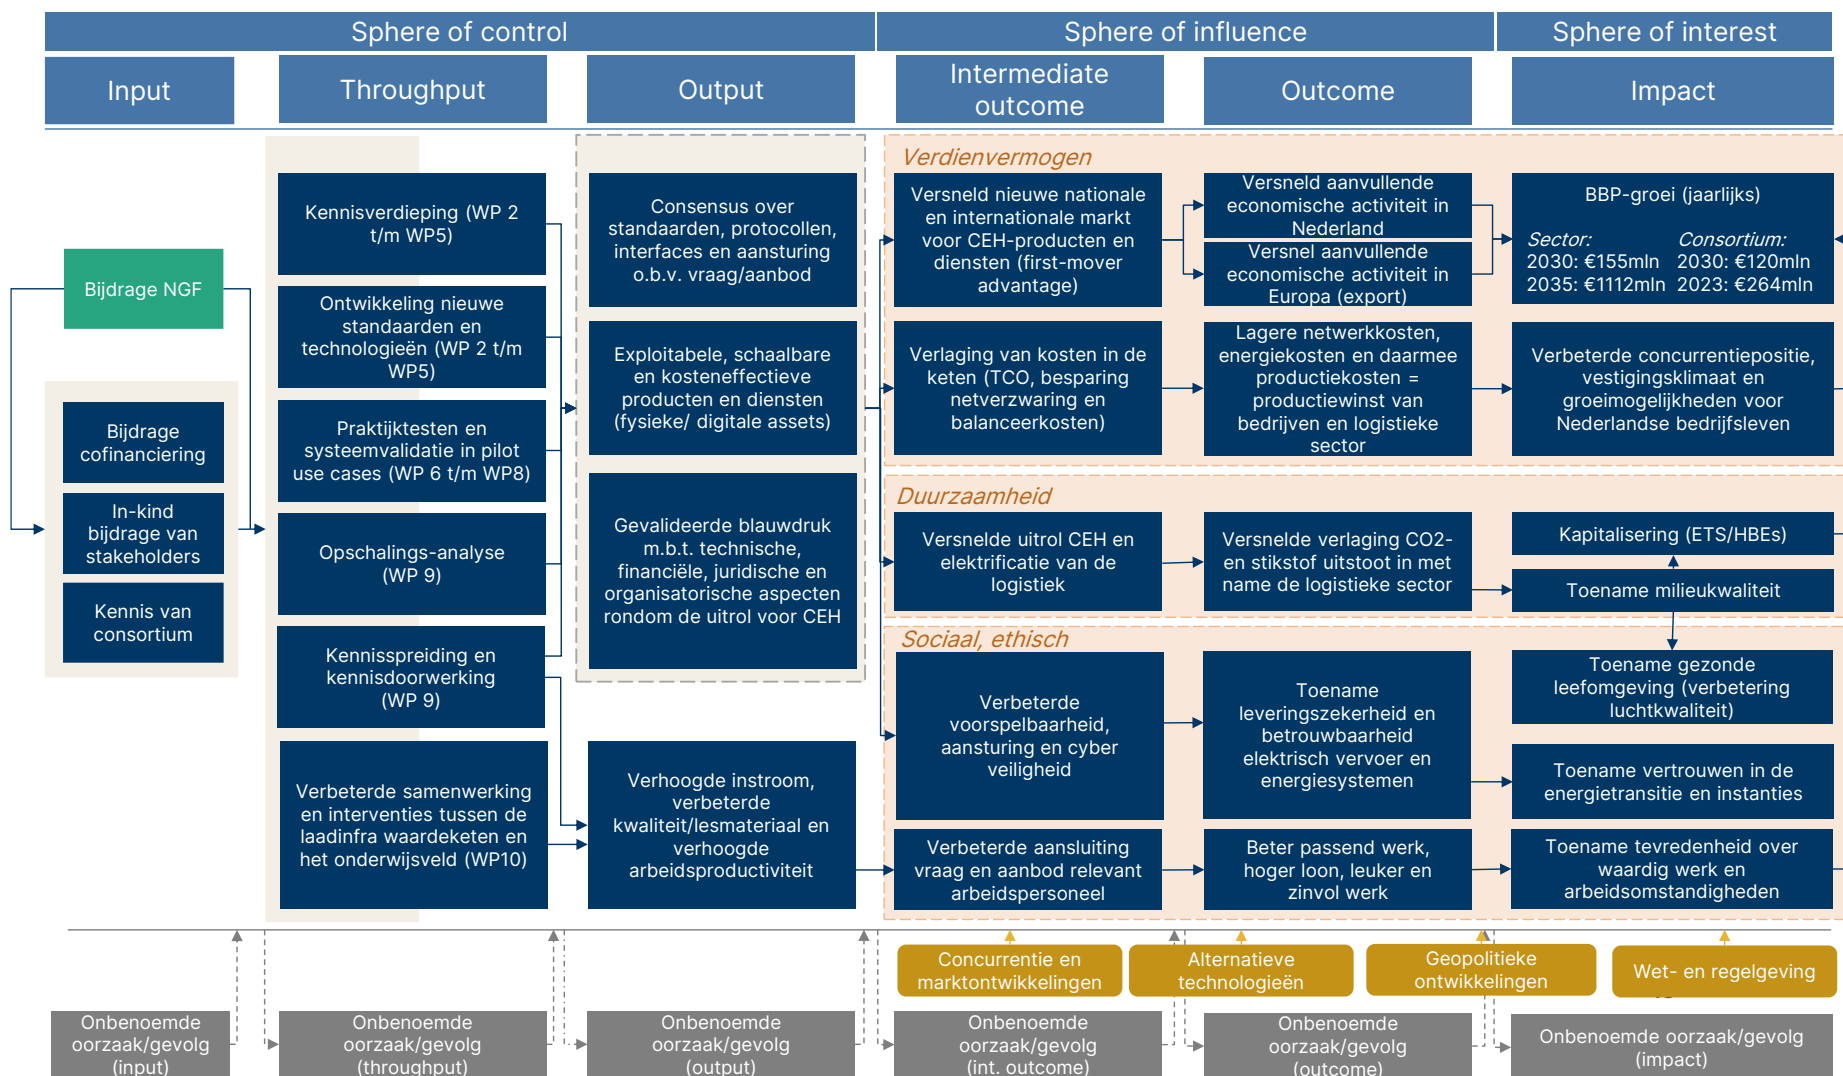 Sphere of control
Sphere of influence
Sphere of interest
Input
Throughput
Output
Intermediate
outcome
Outcome
Impact
Bijdrage NGF
Bijdrage
cofinanciering
In-kind
bijdrage van
stakeholders
Kennis van
consortium
Kennisverdieping (WP 2
t/m WP5)
Ontwikkeling nieuwe
standaarden en
technologieën (WP 2 t/m
WP5)
Praktijktesten en
systeemvalidatie in pilot
use cases (WP 6 t/m WP8)
Opschalings-analyse
(WP 9)
Kennisspreiding en
kennisdoorwerking
(WP 9)
Verbeterde samenwerking
en interventies tussen de
laadinfra waardeketen en
het onderwijsveld (WP10)
Consensus over
standaarden, protocollen,
interfaces en aansturing
o.b.v. vraag/aanbod
Exploitabele, schaalbare
en kosteneffectieve
producten en diensten
(fysieke/ digitale assets)
Gevalideerde blauwdruk
m.b.t. technische,
financiële, juridische en
organisatorische aspecten
rondom de uitrol voor CEH
Verhoogde instroom,
verbeterde
kwaliteit/lesmateriaal en
verhoogde
arbeidsproductiviteit
Verdienvermogen
Versneld nieuwe nationale
en internationale markt
voor CEH-producten en
diensten (first-mover
advantage)
Versneld aanvullende
economische activiteit in
Nederland
Versnel aanvullende
economische activiteit in
Europa (export)
BBP-groei (jaarlijks)
Sector:
2030: €155mln
2035: €1112mln
Consortium:
2030: €120mln
2023: €264mln
Verlaging van kosten in de
keten (TCO, besparing
netverzwaring en
balanceerkosten)
Lagere netwerkkosten,
energiekosten en daarmee
productiekosten =
productiewinst van
bedrijven en logistieke
sector
Verbeterde concurrentiepositie,
vestigingsklimaat en
groeimogelijkheden voor
Nederlandse bedrijfsleven
Duurzaamheid
Versnelde uitrol CEH en
elektrificatie van de
logistiek
Versnelde verlaging CO2-
en stikstof uitstoot in met
name de logistieke sector
Kapitalisering (ETS/HBEs)
Toename milieukwaliteit
Sociaal, ethisch
Verbeterde
voorspelbaarheid,
aansturing en cyber
veiligheid
Toename
leveringszekerheid en
betrouwbaarheid
elektrisch vervoer en
energiesystemen
Toename gezonde
leefomgeving (verbetering
luchtkwaliteit)
Toename vertrouwen in de
energietransitie en instanties
Verbeterde aansluiting
vraag en aanbod relevant
arbeidspersoneel
Beter passend werk,
hoger loon, leuker en
zinvol werk
Toename tevredenheid over
waardig werk en
arbeidsomstandigheden
Concurrentie en
marktontwikkelingen
Alternatieve
technologieën
Geopolitieke
ontwikkelingen
Wet- en regelgeving
Onbenoemde
oorzaak/gevolg
(input)
Onbenoemde
oorzaak/gevolg
(throughput)
Onbenoemde
oorzaak/gevolg
(output)
Onbenoemde
oorzaak/gevolg
(int. outcome)
Onbenoemde
oorzaak/gevolg
(outcome)
Onbenoemde oorzaak/gevolg
(impact)